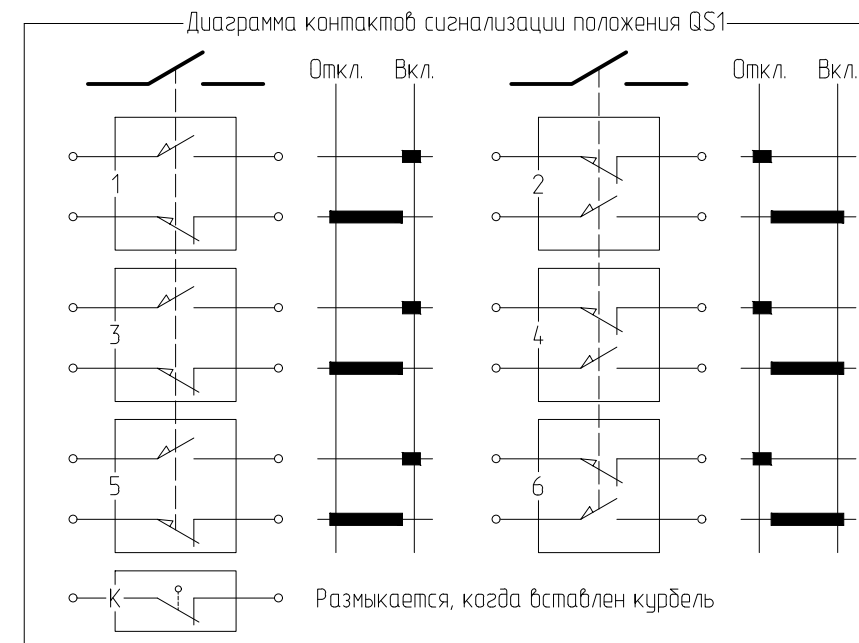 Диаграмма контактов сигнализации положения QS1
Откл. Вкл. Откл. Вкл.
1 2
3 4
5 6
К Размыкается, когда вставлен курбель